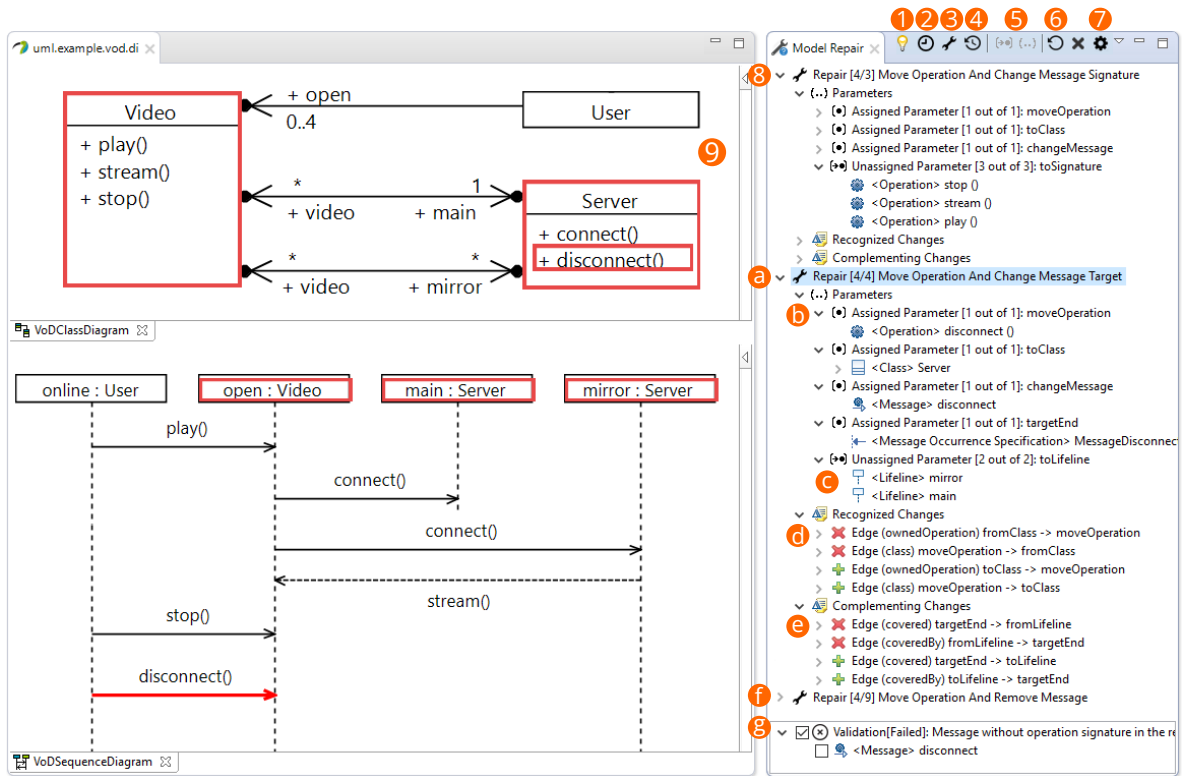 1 2 3 4 5 6 7
uml.example.vod.di
Video
+ play()
+ stream()
+ stop()
+ open
0..4
User
9
* 1
+ video + main
Server
+ connect()
+ disconnect()
* *
+ video + mirror
VoDClassDiagram
online : User
open : Video
main : Server
mirror : Server
play()
connect()
connect()
stream()
stop()
disconnect()
VoDSequenceDiagram
Model Repair
8 Repair [4/3] Move Operation And Change Message Signature
(..) Parameters
Assigned Parameter [1 out of 1]: moveOperation
Assigned Parameter [1 out of 1]: toClass
Assigned Parameter [1 out of 1]: changeMessage
Unassigned Parameter [3 out of 3]: toSignature
<Operation> stop ()
<Operation> stream ()
<Operation> play ()
Recognized Changes
Complementing Changes
a Repair [4/4] Move Operation And Change Message Target
(..) Parameters
b Assigned Parameter [1 out of 1]: moveOperation
<Operation> disconnect ()
Assigned Parameter [1 out of 1]: toClass
<Class> Server
Assigned Parameter [1 out of 1]: changeMessage
<Message> disconnect
Assigned Parameter [1 out of 1]: targetEnd
<Message Occurrence Specification> MessageDisconnect
Unassigned Parameter [2 out of 2]: toLifeline
c <Lifeline> mirror
<Lifeline> main
Recognized Changes
d Edge (ownedOperation) fromClass -> moveOperation
Edge (class) moveOperation -> fromClass
Edge (ownedOperation) toClass -> moveOperation
Edge (class) moveOperation -> toClass
Complementing Changes
e Edge (covered) targetEnd -> fromLifeline
Edge (coveredBy) fromLifeline -> targetEnd
Edge (covered) targetEnd -> toLifeline
Edge (coveredBy) toLifeline -> targetEnd
f Repair [4/9] Move Operation And Remove Message
g Validation[Failed]: Message without operation signature in the re
<Message> disconnect